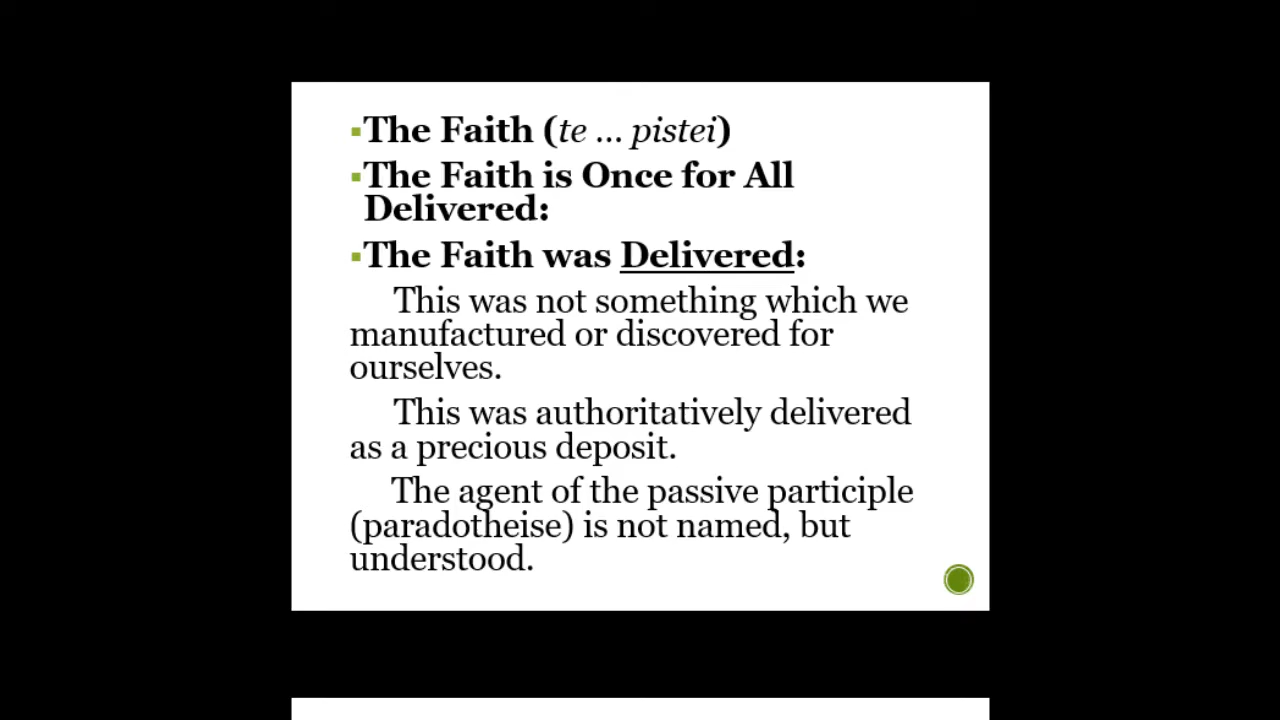 ▪The Faith (te ... pistei)
▪The Faith is Once for All
Delivered:
▪The Faith was Delivered:
This was not something which we
manufactured or discovered for
ourselves.
This was authoritatively delivered
as a precious deposit.
The agent of the passive participle
(paradotheise) is not named, but
understood.